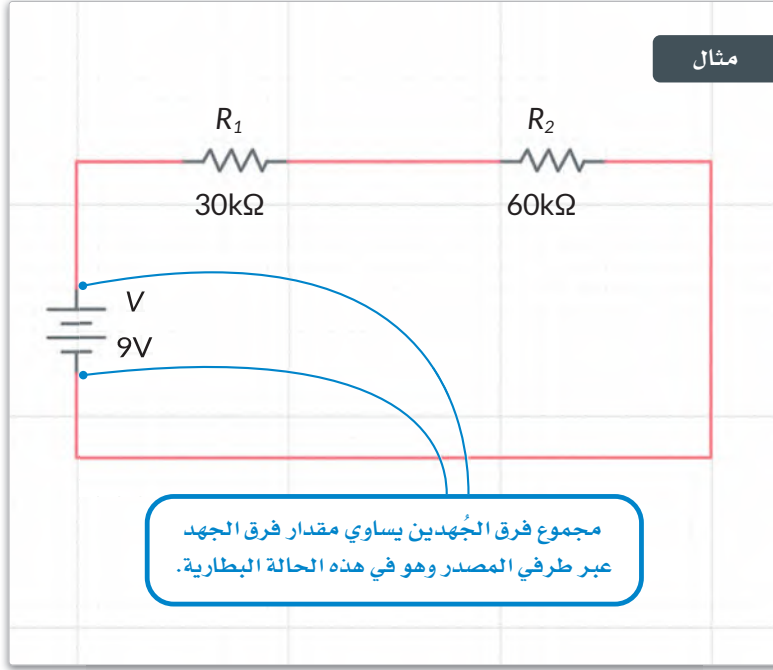 مثال
R₁
R₂
30kΩ
60kΩ
V
9V
مجموع فرق الجُهدين يساوي مقدار فرق الجهد
عبر طرفي المصدر وهو في هذه الحالة البطارية.